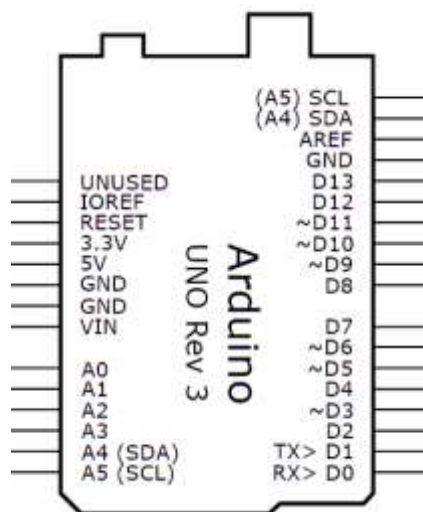 (A5) SCL
(A4) SDA
AREF
GND
UNUSED
IOREF
RESET
3.3V
5V
GND
GND
VIN
A0
A1
A2
A3
A4 (SDA)
A5 (SCL)
Arduino
UNO Rev 3
D13
D12
~D11
~D10
~D9
D8
D7
~D6
~D5
D4
~D3
D2
TX> D1
RX> D0